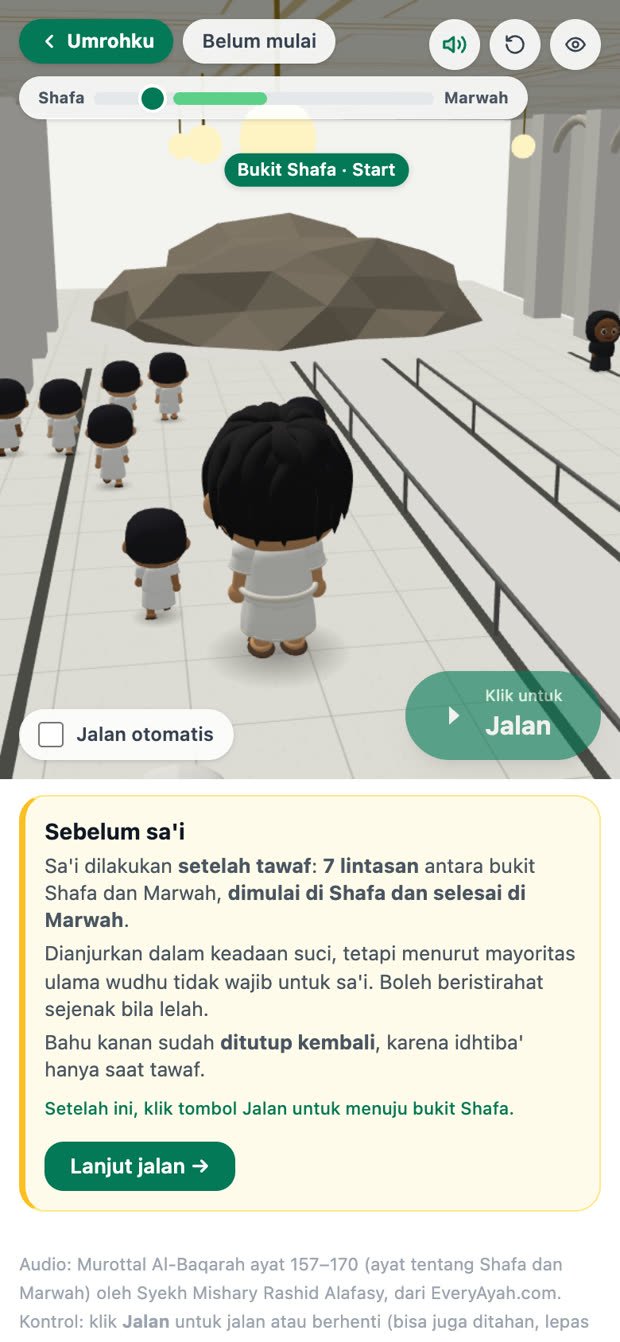 Umrohku
Belum mulai
Shafa
Marwah
Bukit Shafa · Start
Jalan otomatis
Klik untuk
Jalan
Sebelum sa'i
Sa'i dilakukan setelah tawaf: 7 lintasan antara bukit
Shafa dan Marwah, dimulai di Shafa dan selesai di
Marwah.
Dianjurkan dalam keadaan suci, tetapi menurut mayoritas
ulama wudhu tidak wajib untuk sa'i. Boleh beristirahat
sejenak bila lelah.
Bahu kanan sudah ditutup kembali, karena idhtiba'
hanya saat tawaf.
Setelah ini, klik tombol Jalan untuk menuju bukit Shafa.
Lanjut jalan →
Audio: Murottal Al-Baqarah ayat 157–170 (ayat tentang Shafa dan
Marwah) oleh Syekh Mishary Rashid Alafasy, dari EveryAyah.com.
Kontrol: klik Jalan untuk jalan atau berhenti (bisa juga ditahan, lepas